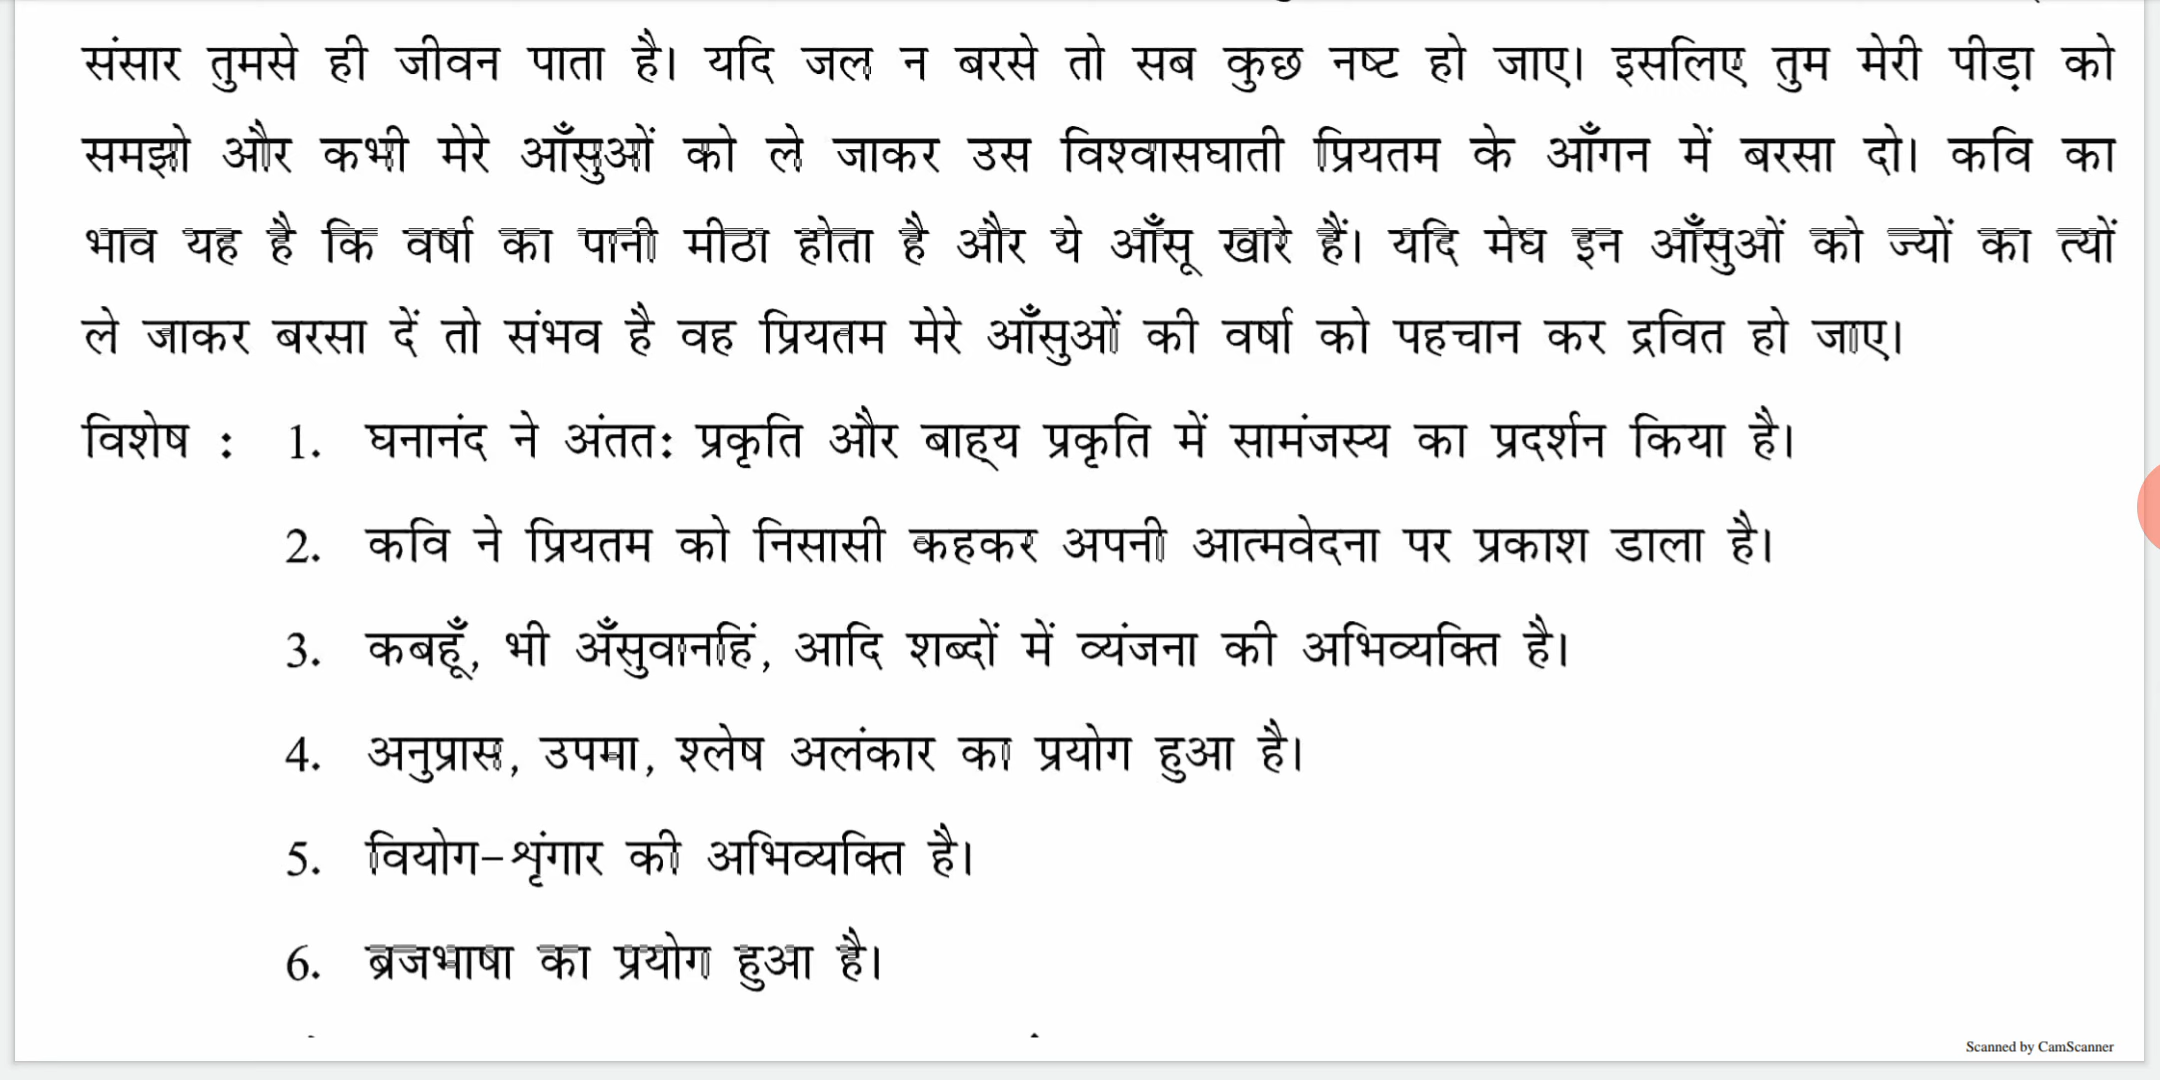 संसार तुमसे ही जीवन पाता है। यदि जल न बरसे तो सब कुछ नष्ट हो जाए। इसलिए तुम मेरी पीड़ा को
समझो और कभी मेरे आँसुओं को ले जाकर उस विश्वासघाती प्रियतम के आँगन में बरसा दो। कवि का
भाव यह है कि वर्षा का पानी मीठा होता है और ये आँसू खारे हैं। यदि मेघ इन आँसुओं को ज्यों का त्यों
ले जाकर बरसा दें तो संभव है वह प्रियतम मेरे आँसुओं की वर्षा को पहचान कर द्रवित हो जाए।
विशेष : 1. घनानंद ने अंततः प्रकृति और बाह्य प्रकृति में सामंजस्य का प्रदर्शन किया है।
2. कवि ने प्रियतम को निसासी कहकर अपनी आत्मवेदना पर प्रकाश डाला है।
3. कबहूँ, भी अँसुवानहिं, आदि शब्दों में व्यंजना की अभिव्यक्ति है।
4. अनुप्रास, उपमा, श्लेष अलंकार का प्रयोग हुआ है।
5. वियोग-शृंगार की अभिव्यक्ति है।
6. ब्रजभाषा का प्रयोग हुआ है।
Scanned by CamScanner